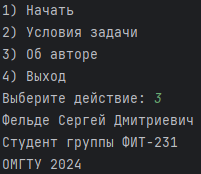 1) Начать
2) Условия задачи
3) Об авторе
4) Выход
Выберите действие: 3
Фельде Сергей Дмитриевич
Студент группы ФИТ-231
ОМГТУ 2024